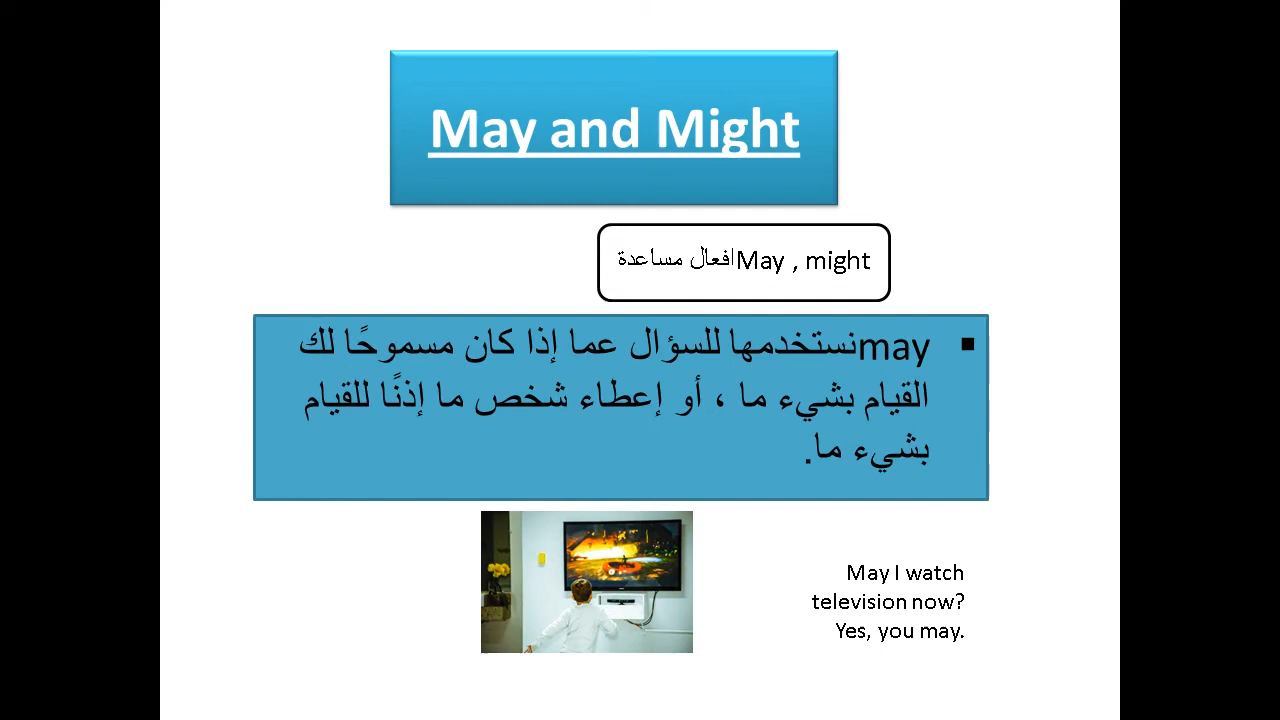 May and Might
May , might افعال مساعدة
▪ may نستخدمها للسؤال عما إذا كان مسموحًا لك
القيام بشيء ما ، أو إعطاء شخص ما إذنًا للقيام
بشيء ما.
May I watch
television now?
Yes, you may.